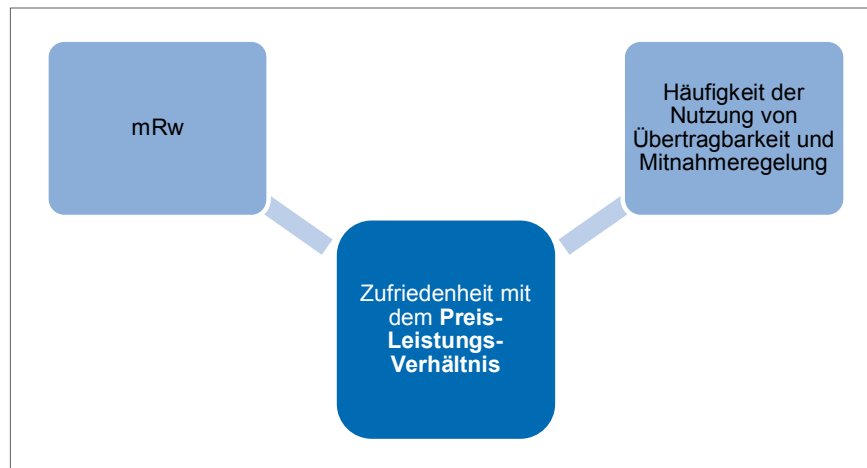 mRw
Häufigkeit der
Nutzung von
Übertragbarkeit und
Mitnahmeregelung
Zufriedenheit mit
dem Preis-
Leistungs-
Verhältnis